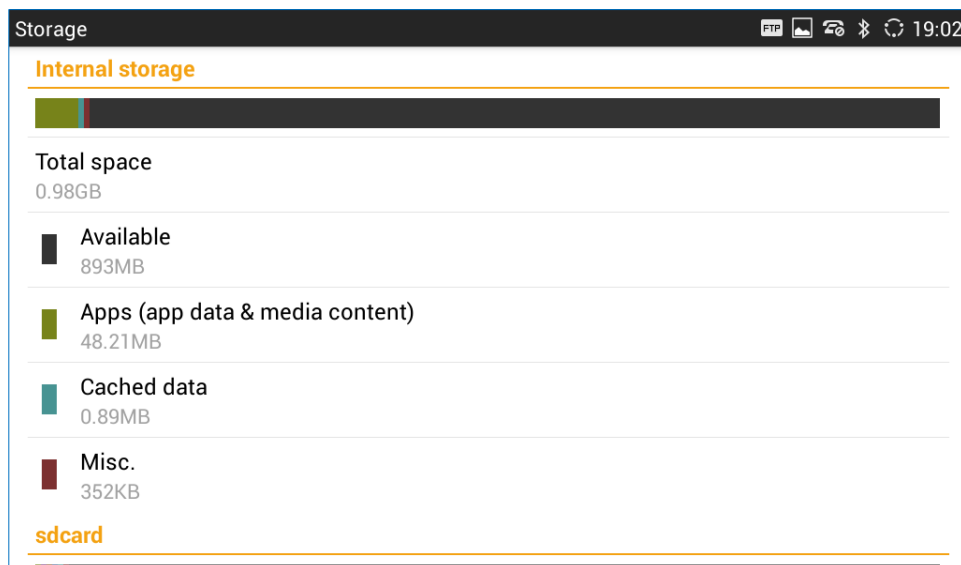 Storage FTP 19:02
Internal storage
Total space
0.98GB
Available
893MB
Apps (app data & media content)
48.21MB
Cached data
0.89MB
Misc.
352KB
sdcard